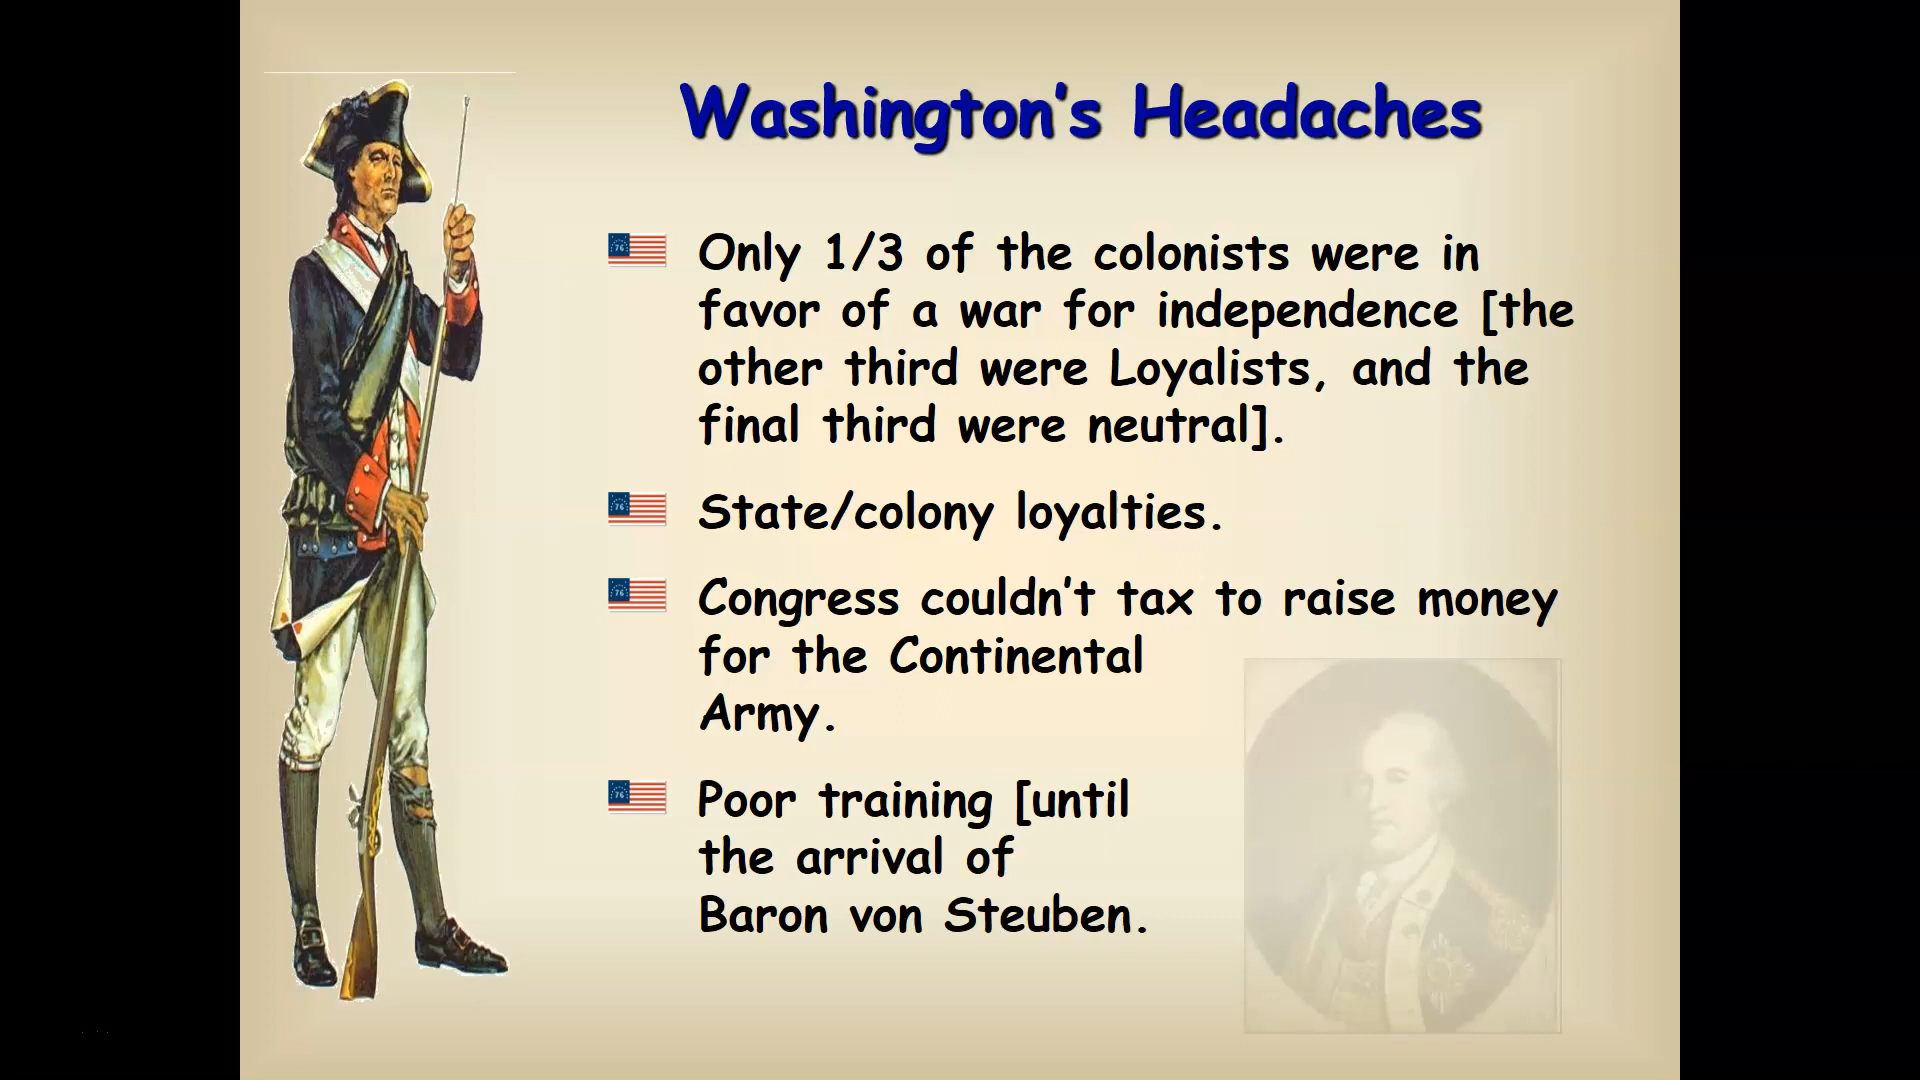 Washington's Headaches
Only 1/3 of the colonists were in
favor of a war for independence [the
other third were Loyalists, and the
final third were neutral].
State/colony loyalties.
Congress couldn't tax to raise money
for the Continental
Army.
Poor training [until
the arrival of
Baron von Steuben.